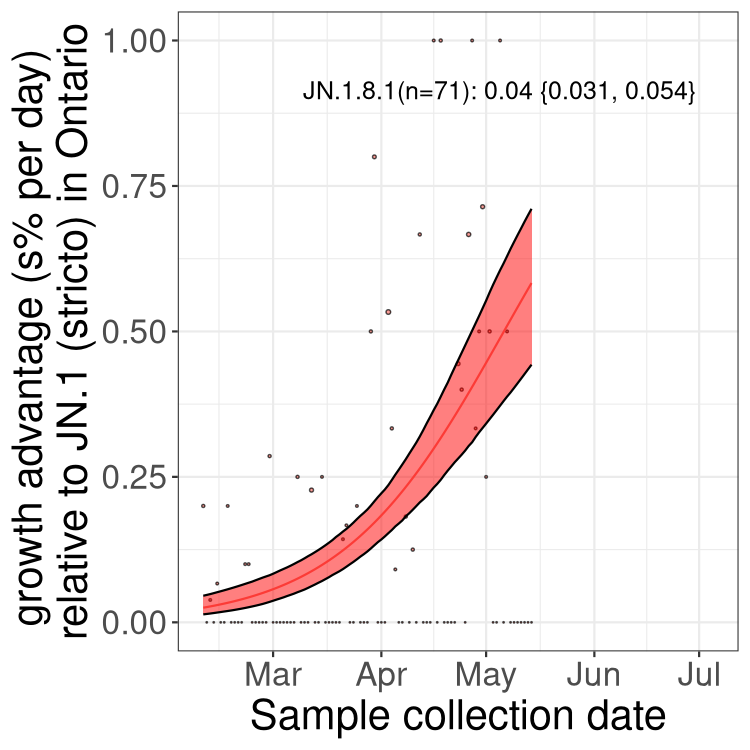 growth advantage (s% per day)
relative to JN.1 (stricto) in Ontario
1.00
0.75
0.50
0.25
0.00
JN.1.8.1(n=71): 0.04 {0.031, 0.054}
Mar Apr May Jun Jul
Sample collection date